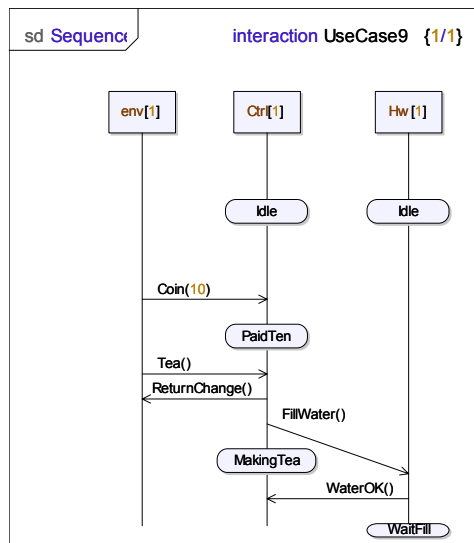 sd Sequence
interaction UseCase9 {1/1}
env[1] Ctrl[1] Hw [1]
Idle Idle
Coin(10)
PaidTen
Tea()
ReturnChange()
FillWater()
MakingTea
WaterOK()
WaitFill